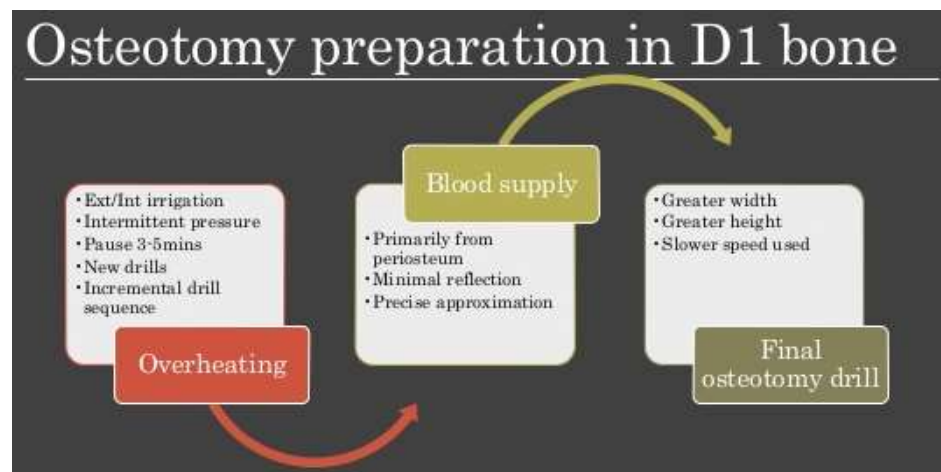 Osteotomy preparation in D1 bone
• Ext/Int irrigation
• Intermittent pressure
• Pause 3-5mins
• New drills
• Incremental drill
sequence
Overheating
Blood supply
• Primarily from
periosteum
• Minimal reflection
• Precise approximation
• Greater width
• Greater height
• Slower speed used
Final
osteotomy drill